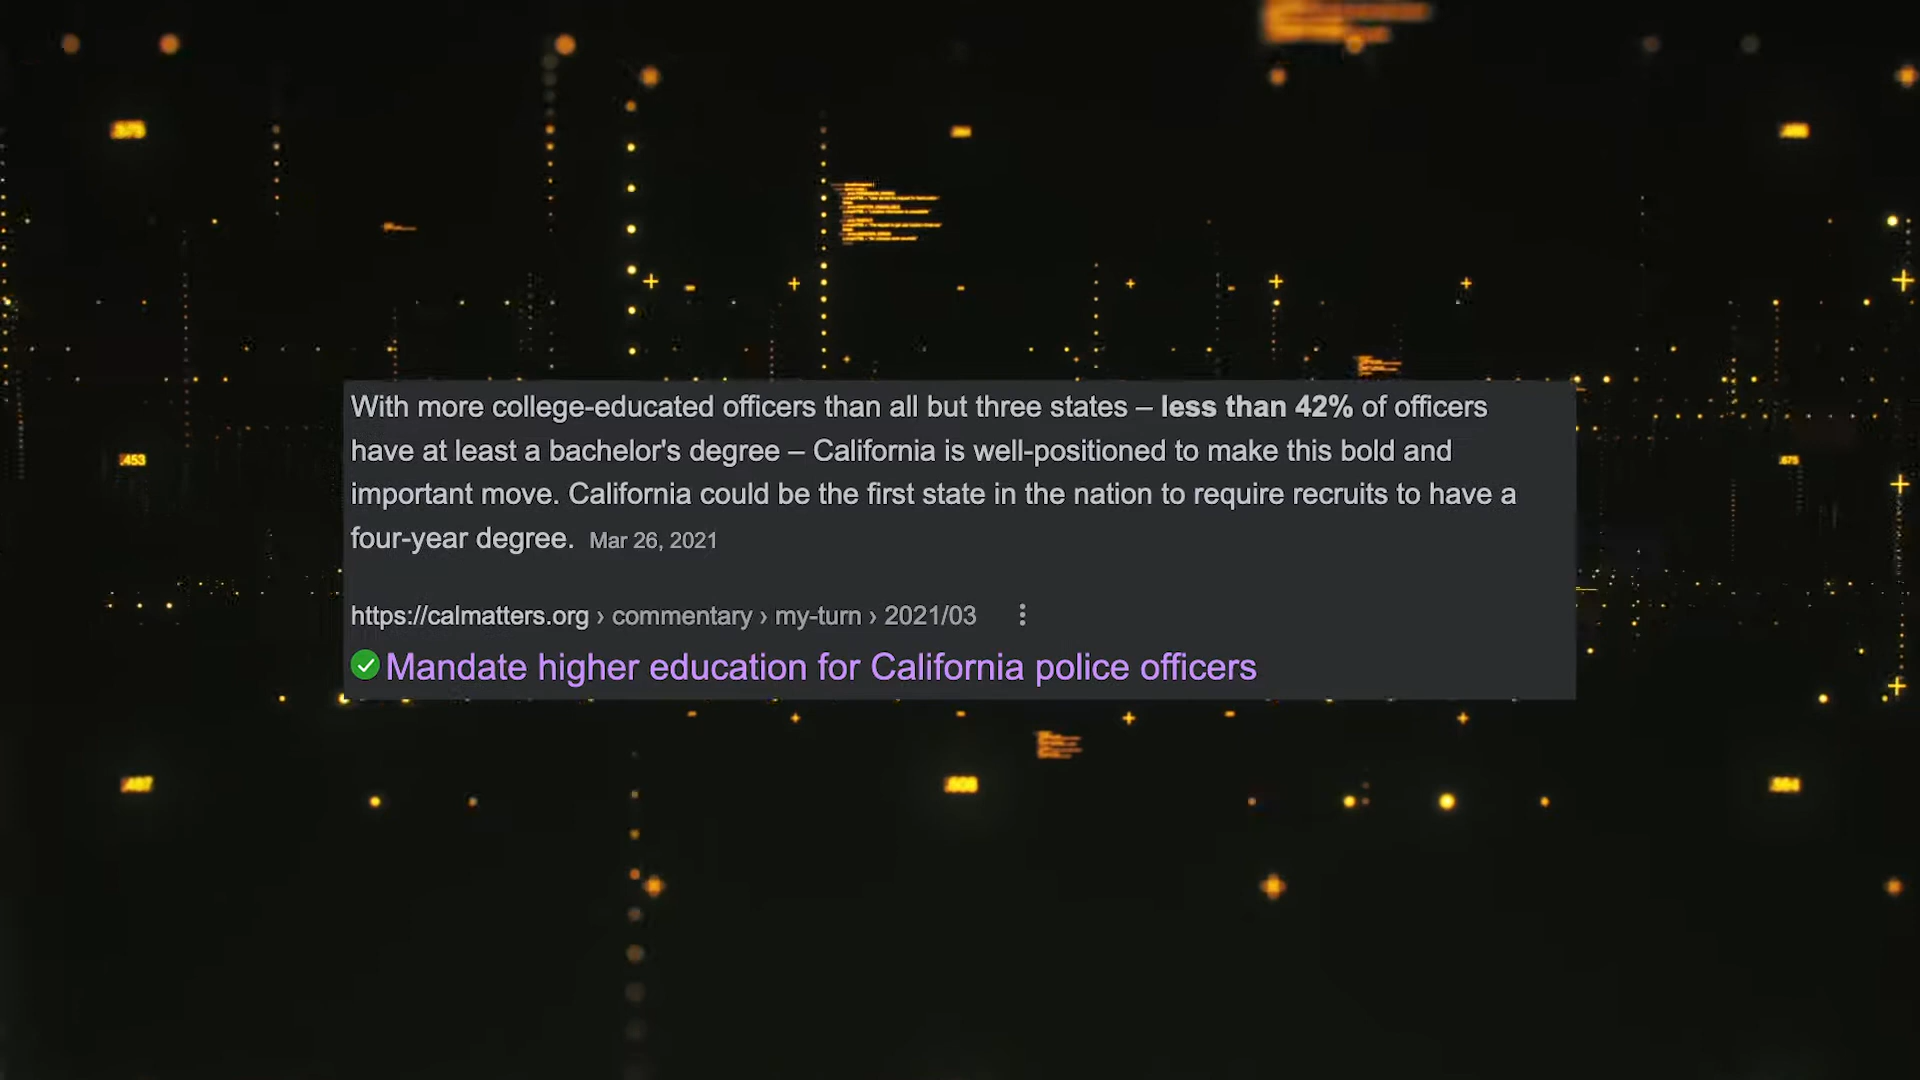 With more college-educated officers than all but three states – less than 42% of officers
have at least a bachelor's degree – California is well-positioned to make this bold and
important move. California could be the first state in the nation to require recruits to have a
four-year degree. Mar 26, 2021
https://calmatters.org › commentary › my-turn › 2021/03
Mandate higher education for California police officers
.453